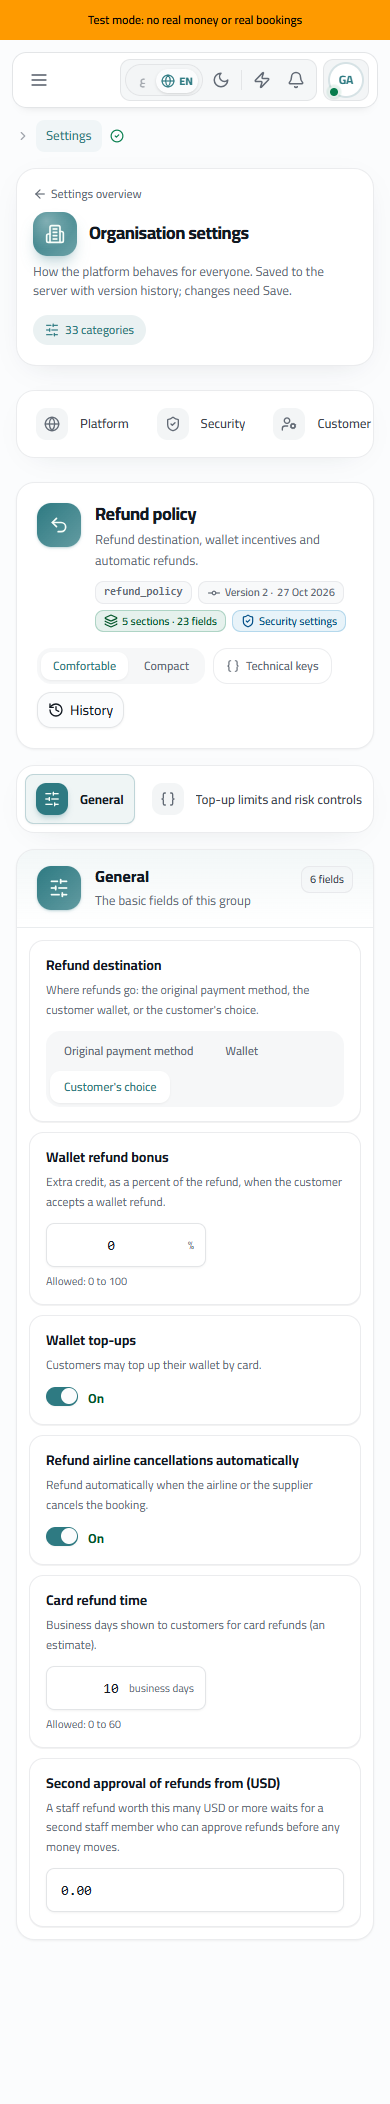 Test mode: no real money or real bookings
ع
EN
GA
Settings
Settings overview
Organisation settings
How the platform behaves for everyone. Saved to the
server with version history; changes need Save.
33 categories
Platform
Security
Customer
Refund policy
Refund destination, wallet incentives and
automatic refunds.
refund_policy
Version 2 · 27 Oct 2026
5 sections · 23 fields
Security settings
Comfortable
Compact
{ } Technical keys
History
General
{ } Top-up limits and risk controls
General
6 fields
The basic fields of this group
Refund destination
Where refunds go: the original payment method, the
customer wallet, or the customer's choice.
Original payment method
Wallet
Customer's choice
Wallet refund bonus
Extra credit, as a percent of the refund, when the customer
accepts a wallet refund.
0 %
Allowed: 0 to 100
Wallet top-ups
Customers may top up their wallet by card.
On
Refund airline cancellations automatically
Refund automatically when the airline or the supplier
cancels the booking.
On
Card refund time
Business days shown to customers for card refunds (an
estimate).
10 business days
Allowed: 0 to 60
Second approval of refunds from (USD)
A staff refund worth this many USD or more waits for a
second staff member who can approve refunds before any
money moves.
0.00